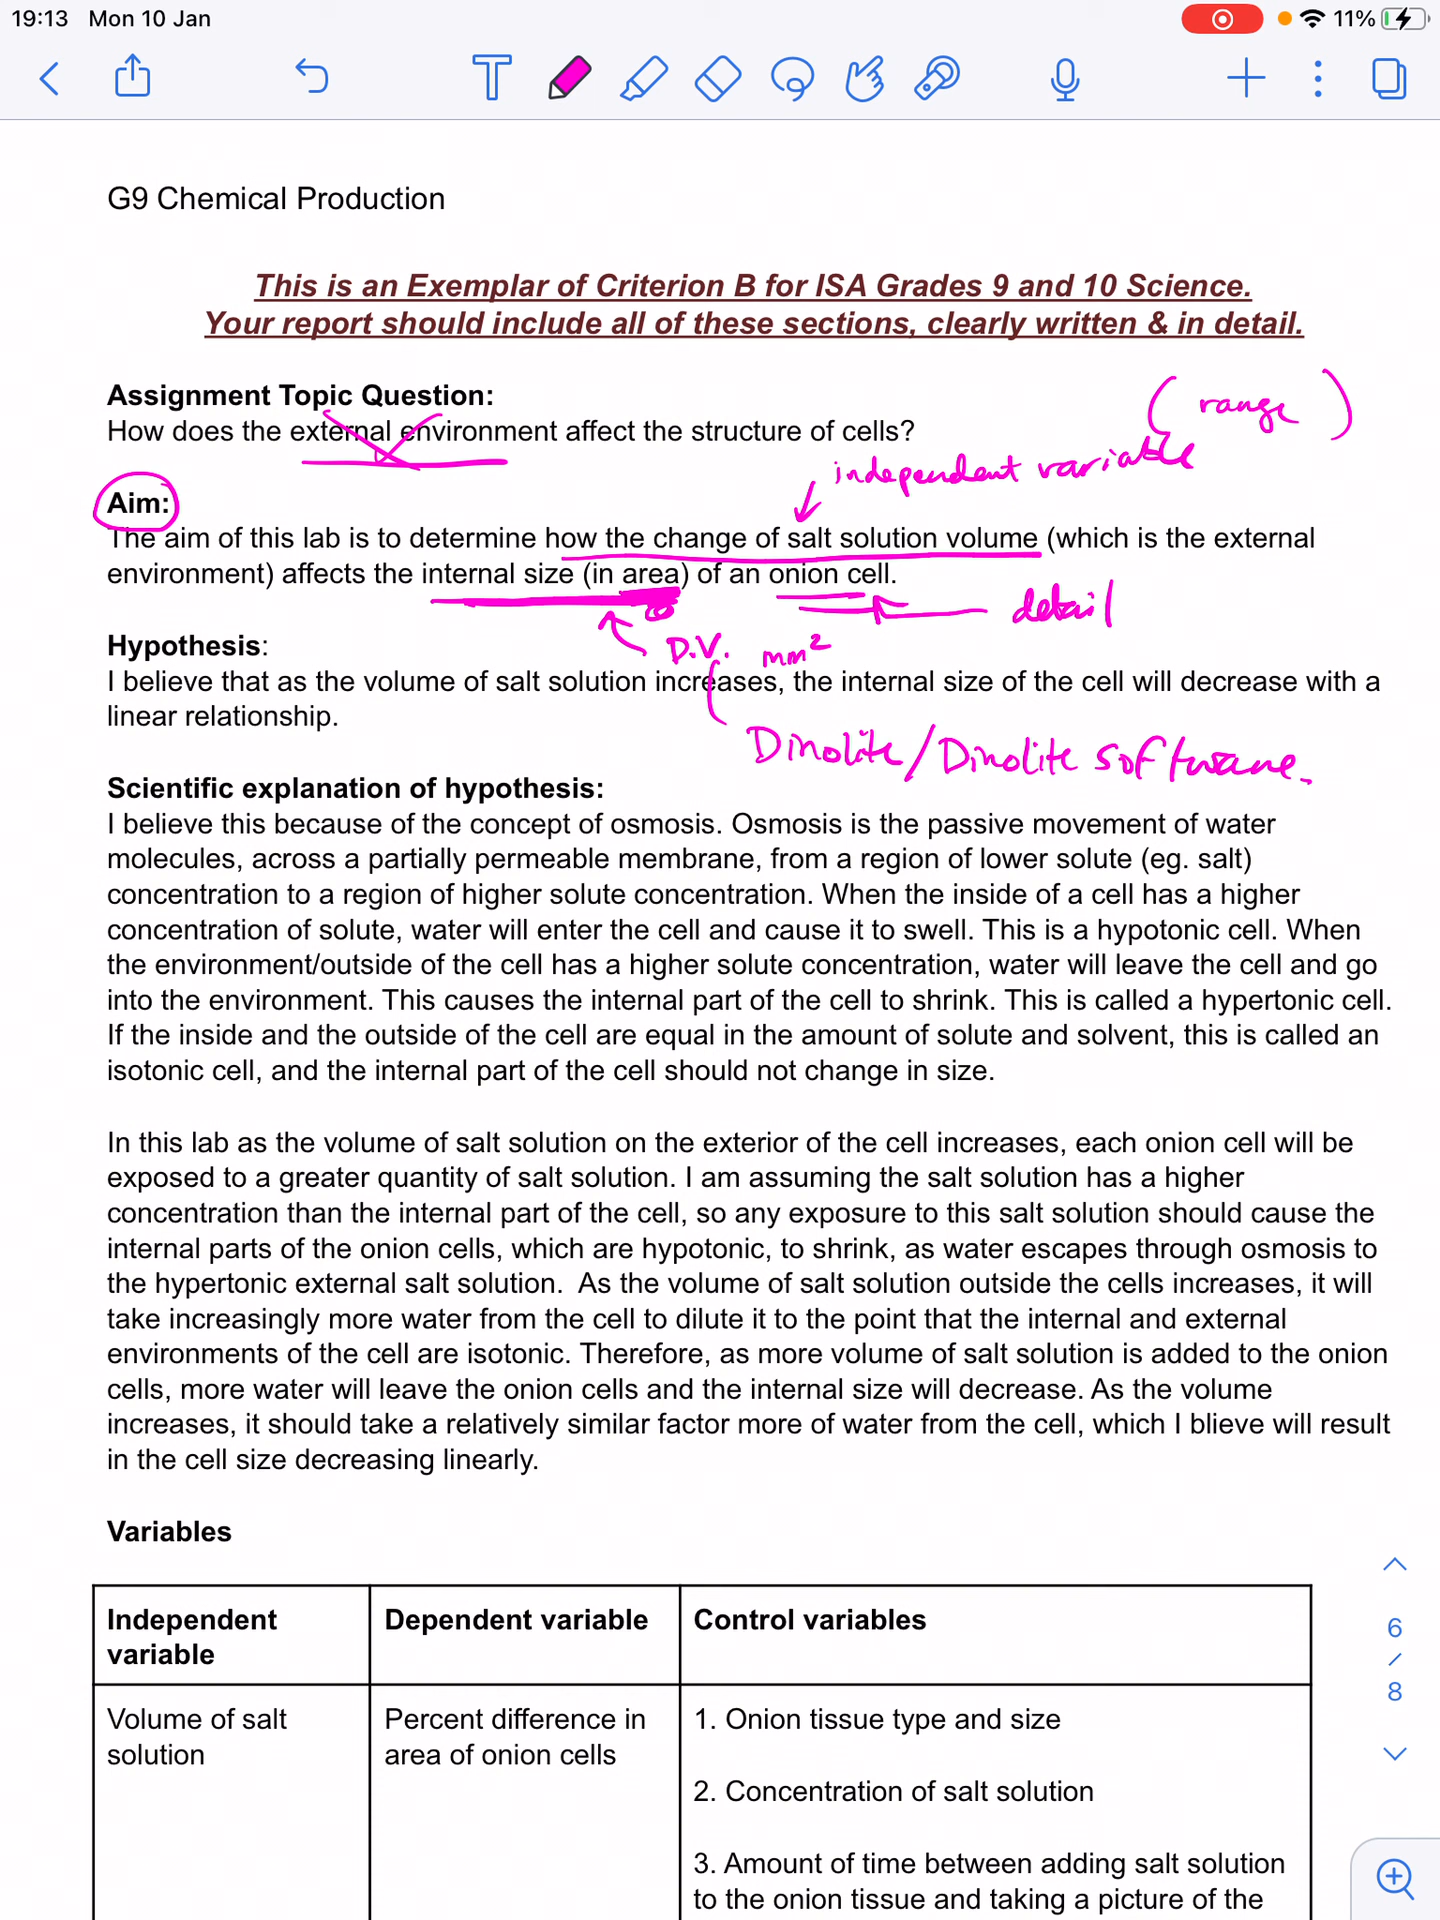 19:13 Mon 10 Jan
11%
G9 Chemical Production
This is an Exemplar of Criterion B for ISA Grades 9 and 10 Science.
Your report should include all of these sections, clearly written & in detail.
Assignment Topic Question:
(range)
How does the external environment affect the structure of cells?
independent variable
Aim:
The aim of this lab is to determine how the change of salt solution volume (which is the external
environment) affects the internal size (in area) of an onion cell.
detail
D.V. mm²
Hypothesis:
I believe that as the volume of salt solution increases, the internal size of the cell will decrease with a
linear relationship.
Dinolite/Dinolite software.
Scientific explanation of hypothesis:
I believe this because of the concept of osmosis. Osmosis is the passive movement of water
molecules, across a partially permeable membrane, from a region of lower solute (eg. salt)
concentration to a region of higher solute concentration. When the inside of a cell has a higher
concentration of solute, water will enter the cell and cause it to swell. This is a hypotonic cell. When
the environment/outside of the cell has a higher solute concentration, water will leave the cell and go
into the environment. This causes the internal part of the cell to shrink. This is called a hypertonic cell.
If the inside and the outside of the cell are equal in the amount of solute and solvent, this is called an
isotonic cell, and the internal part of the cell should not change in size.
In this lab as the volume of salt solution on the exterior of the cell increases, each onion cell will be
exposed to a greater quantity of salt solution. I am assuming the salt solution has a higher
concentration than the internal part of the cell, so any exposure to this salt solution should cause the
internal parts of the onion cells, which are hypotonic, to shrink, as water escapes through osmosis to
the hypertonic external salt solution.  As the volume of salt solution outside the cells increases, it will
take increasingly more water from the cell to dilute it to the point that the internal and external
environments of the cell are isotonic. Therefore, as more volume of salt solution is added to the onion
cells, more water will leave the onion cells and the internal size will decrease. As the volume
increases, it should take a relatively similar factor more of water from the cell, which I blieve will result
in the cell size decreasing linearly.
Variables
Independent variable
Dependent variable
Control variables
Volume of salt solution
Percent difference in area of onion cells
1. Onion tissue type and size
2. Concentration of salt solution
3. Amount of time between adding salt solution
to the onion tissue and taking a picture of the
6
/
8